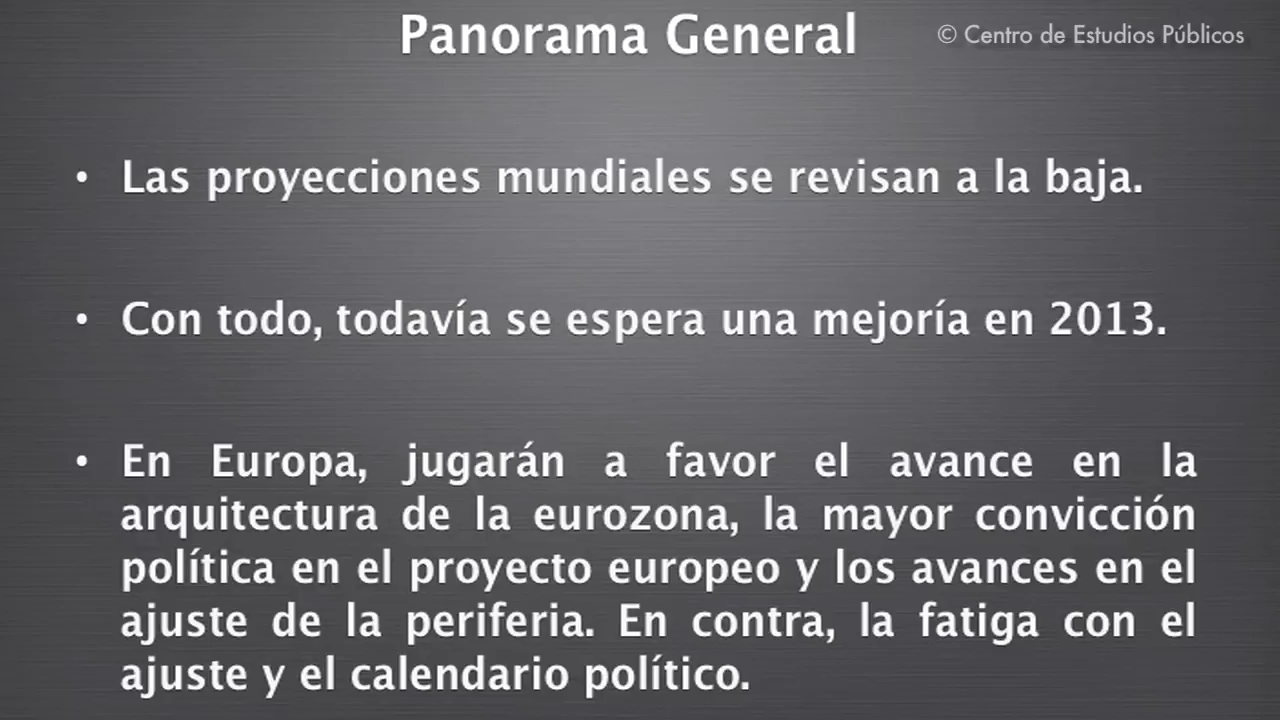 Panorama General
© Centro de Estudios Públicos
• Las proyecciones mundiales se revisan a la baja.
• Con todo, todavía se espera una mejoría en 2013.
• En Europa, jugarán a favor el avance en la
arquitectura de la eurozona, la mayor convicción
política en el proyecto europeo y los avances en el
ajuste de la periferia. En contra, la fatiga con el
ajuste y el calendario político.